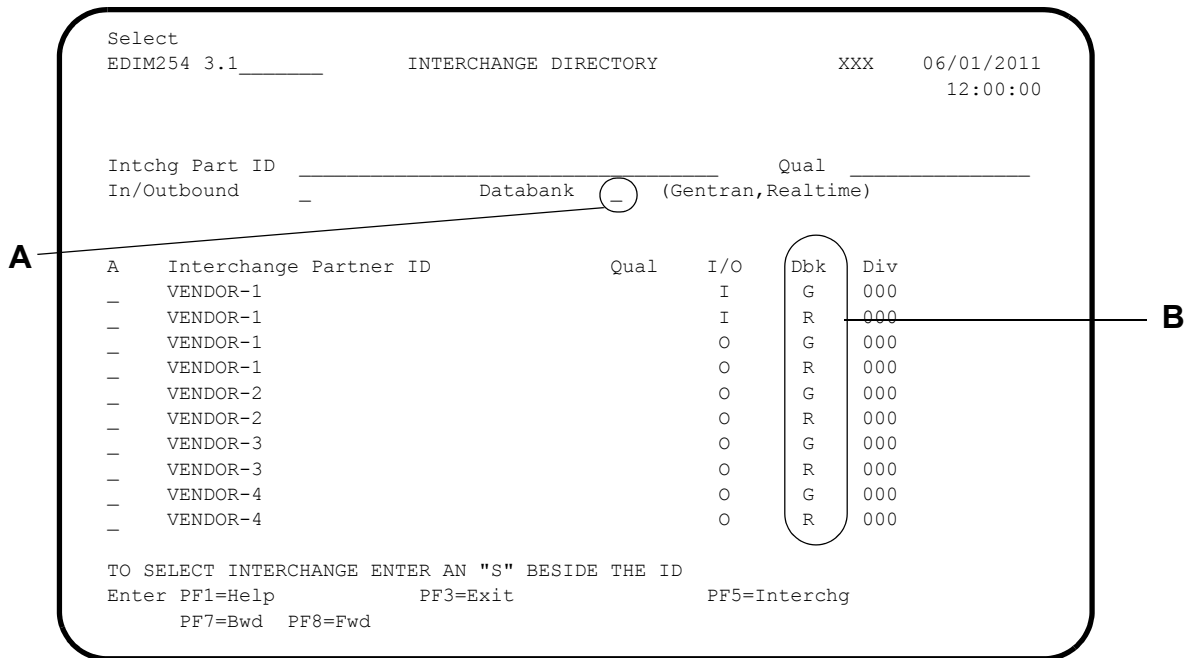 Select
EDIM254 3.1_______ INTERCHANGE DIRECTORY XXX 06/01/2011
12:00:00
Intchg Part ID ___________________________________ Qual _______________
In/Outbound _ Databank _ (Gentran,Realtime)
A
A Interchange Partner ID Qual I/O Dbk Div
_ VENDOR-1 I G 000
_ VENDOR-1 I R 000
B
_ VENDOR-1 O G 000
_ VENDOR-1 O R 000
_ VENDOR-2 O G 000
_ VENDOR-2 O R 000
_ VENDOR-3 O G 000
_ VENDOR-3 O R 000
_ VENDOR-4 O G 000
_ VENDOR-4 O R 000
TO SELECT INTERCHANGE ENTER AN "S" BESIDE THE ID
Enter PF1=Help PF3=Exit PF5=Interchg
PF7=Bwd PF8=Fwd